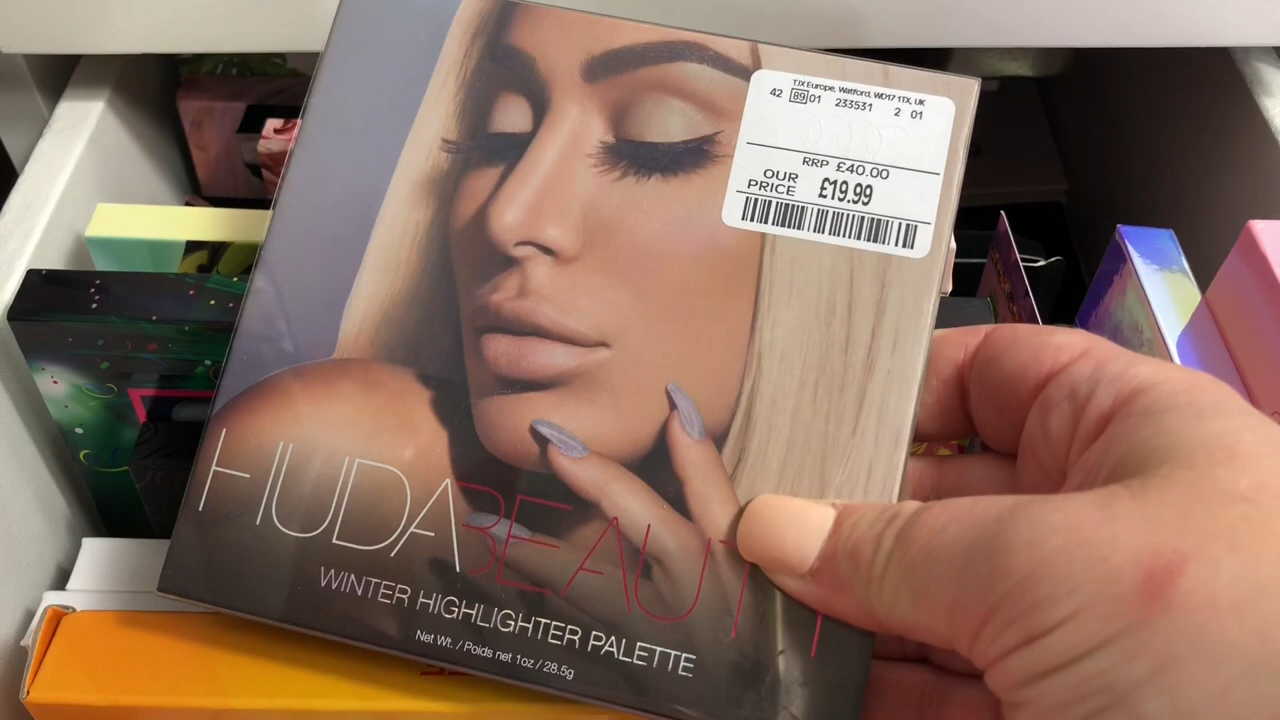 TJX Europe, Watford, WD17 1TX, UK
42 89 01 233531 2 01
RRP £40.00
OUR PRICE £19.99
HUDABEAUTY
WINTER HIGHLIGHTER PALETTE
Net Wt. / Poids net 1oz / 28.5g